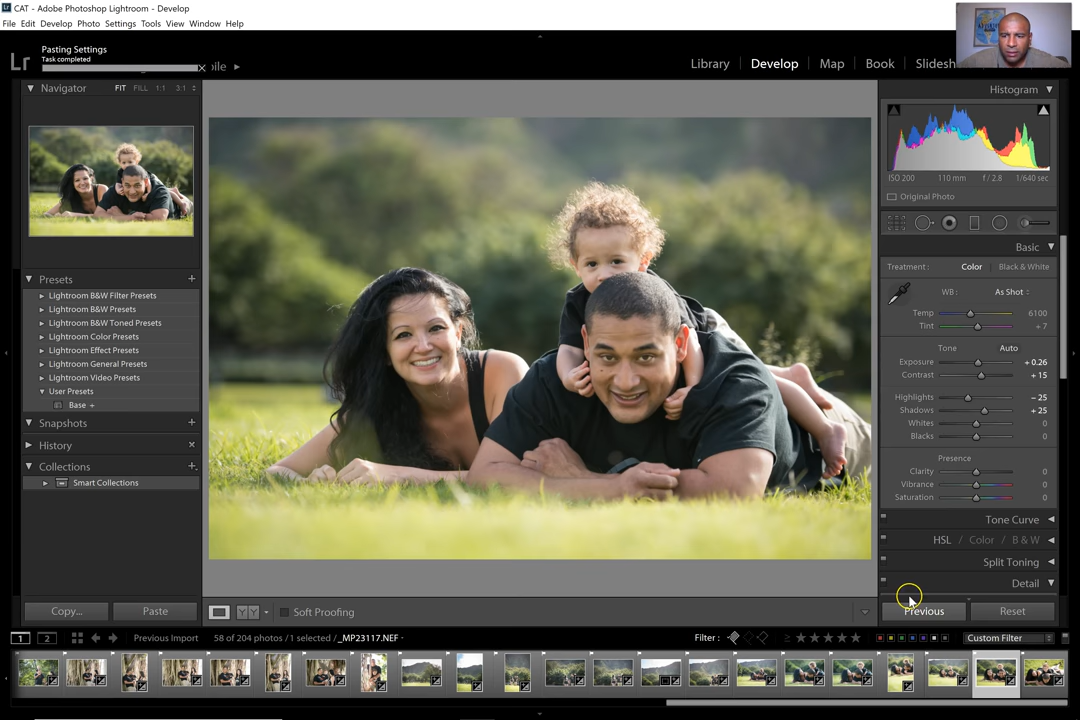 CAT - Adobe Photoshop Lightroom - Develop
File Edit Develop Photo Settings Tools View Window Help
Pasting Settings
Task completed
Lr
Library | Develop | Map | Book | Slidesh
Navigator FIT FILL 1:1 3:1
Presets +
Lightroom B&W Filter Presets
Lightroom B&W Presets
Lightroom B&W Toned Presets
Lightroom Color Presets
Lightroom Effect Presets
Lightroom General Presets
Lightroom Video Presets
User Presets
Base +
Snapshots +
History ×
Collections +
Smart Collections
Copy... Paste
Soft Proofing
Histogram
ISO 200 110 mm f / 2.8 1/640 sec
Original Photo
Basic
Treatment : Color | Black & White
WB : As Shot
Temp 6100
Tint + 7
Tone Auto
Exposure + 0.26
Contrast + 15
Highlights − 25
Shadows + 25
Whites 0
Blacks 0
Presence
Clarity 0
Vibrance 0
Saturation 0
Tone Curve
HSL / Color / B & W
Split Toning
Detail
Previous Reset
1 2 Previous Import 58 of 204 photos / 1 selected / _MP23117.NEF
Filter : Custom Filter